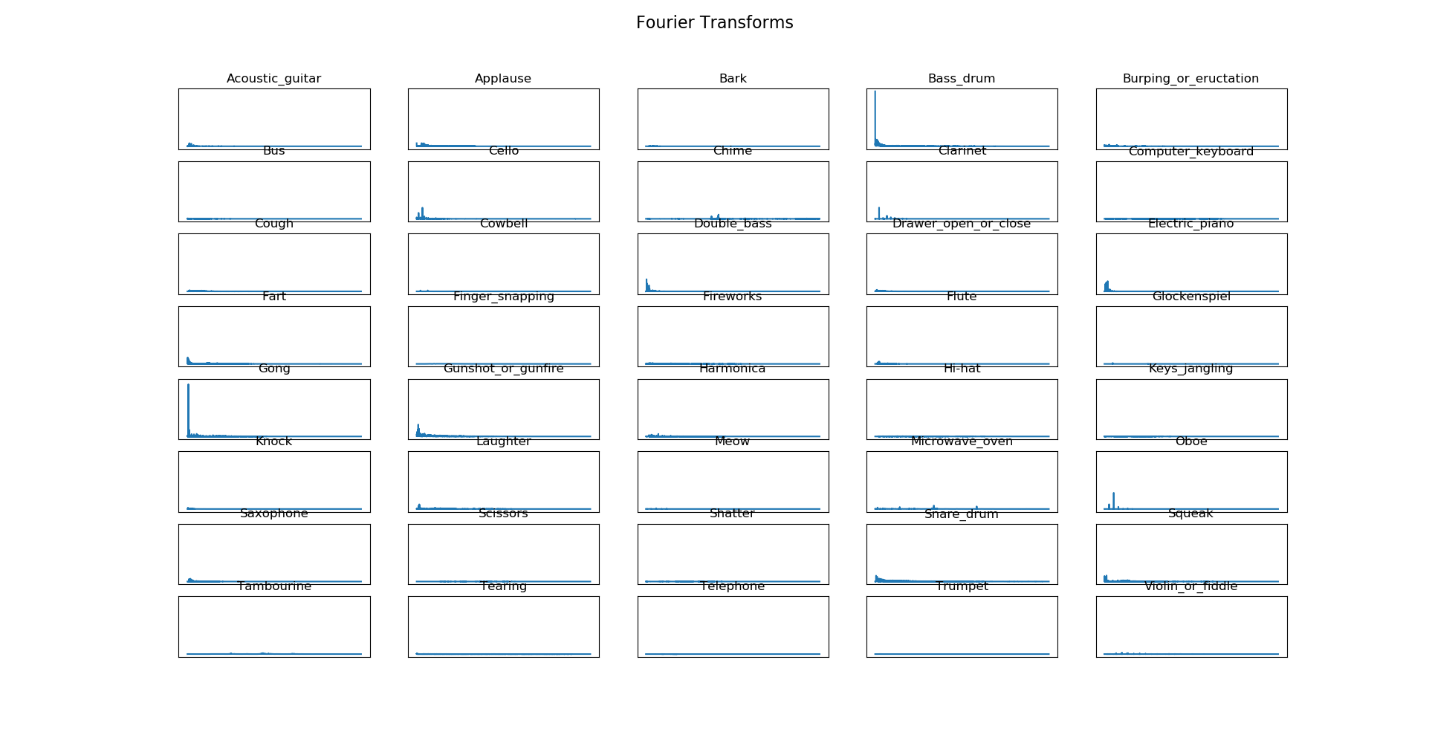 Fourier Transforms
Acoustic_guitar Applause Bark Bass_drum Burping_or_eructation
Bus Cello Chime Clarinet Computer_keyboard
Cough Cowbell Double_bass Drawer_open_or_close Electric_piano
Fart Finger_snapping Fireworks Flute Glockenspiel
Gong Gunshot_or_gunfire Harmonica Hi-hat Keys_jangling
Knock Laughter Meow Microwave_oven Oboe
Saxophone Scissors Shatter Snare_drum Squeak
Tambourine Tearing Telephone Trumpet Violin_or_fiddle